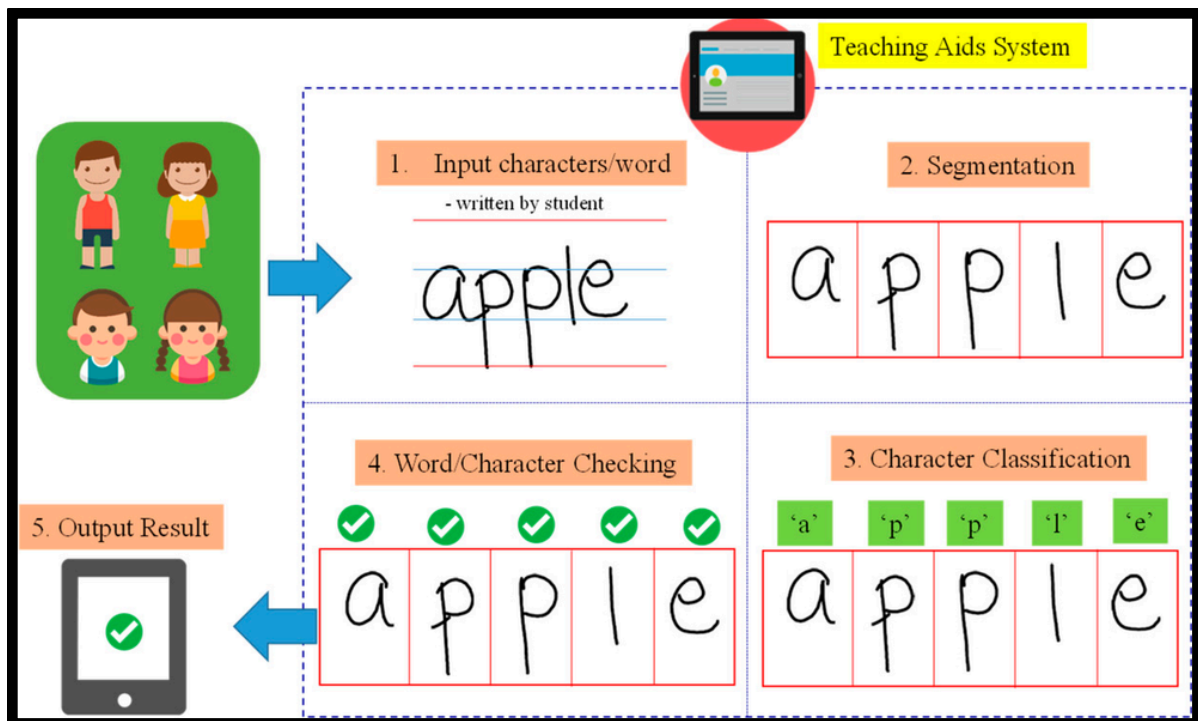 Teaching Aids System
1. Input characters/word
- written by student
apple
2. Segmentation
a p p l e
3. Character Classification
‘a’ ‘p’ ‘p’ ‘l’ ‘e’
a p p l e
4. Word/Character Checking
a p p l e
5. Output Result